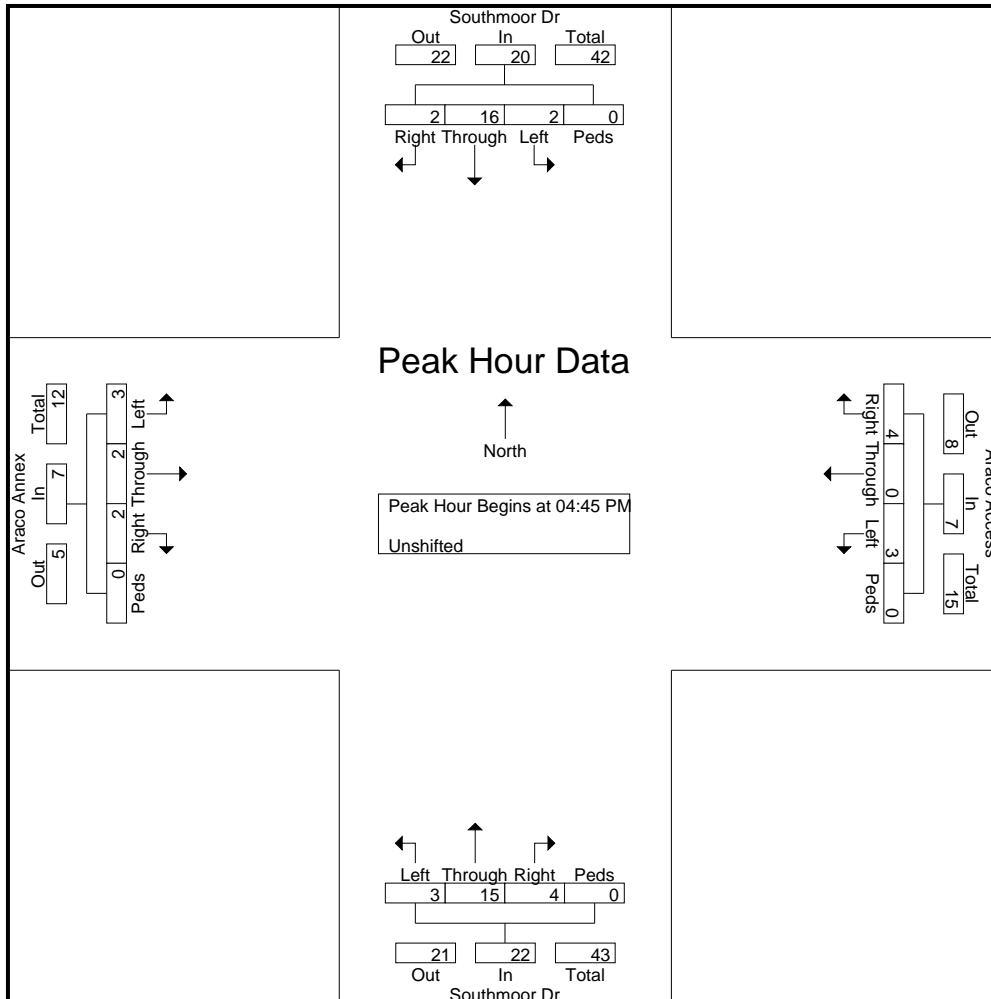 Southmoor Dr
Out In Total
22 20 42
2 16 2 0
Right Through Left Peds
Peak Hour Data
North
Peak Hour Begins at 04:45 PM
Unshifted
Araco Annex
Out In Total
5 7 12
0 2 2 3
Peds Right Through Left
Araco Access
Out In Total
8 7 15
4 0 3 0
Right Through Left Peds
Left Through Right Peds
3 15 4 0
21 22 43
Out In Total
Southmoor Dr